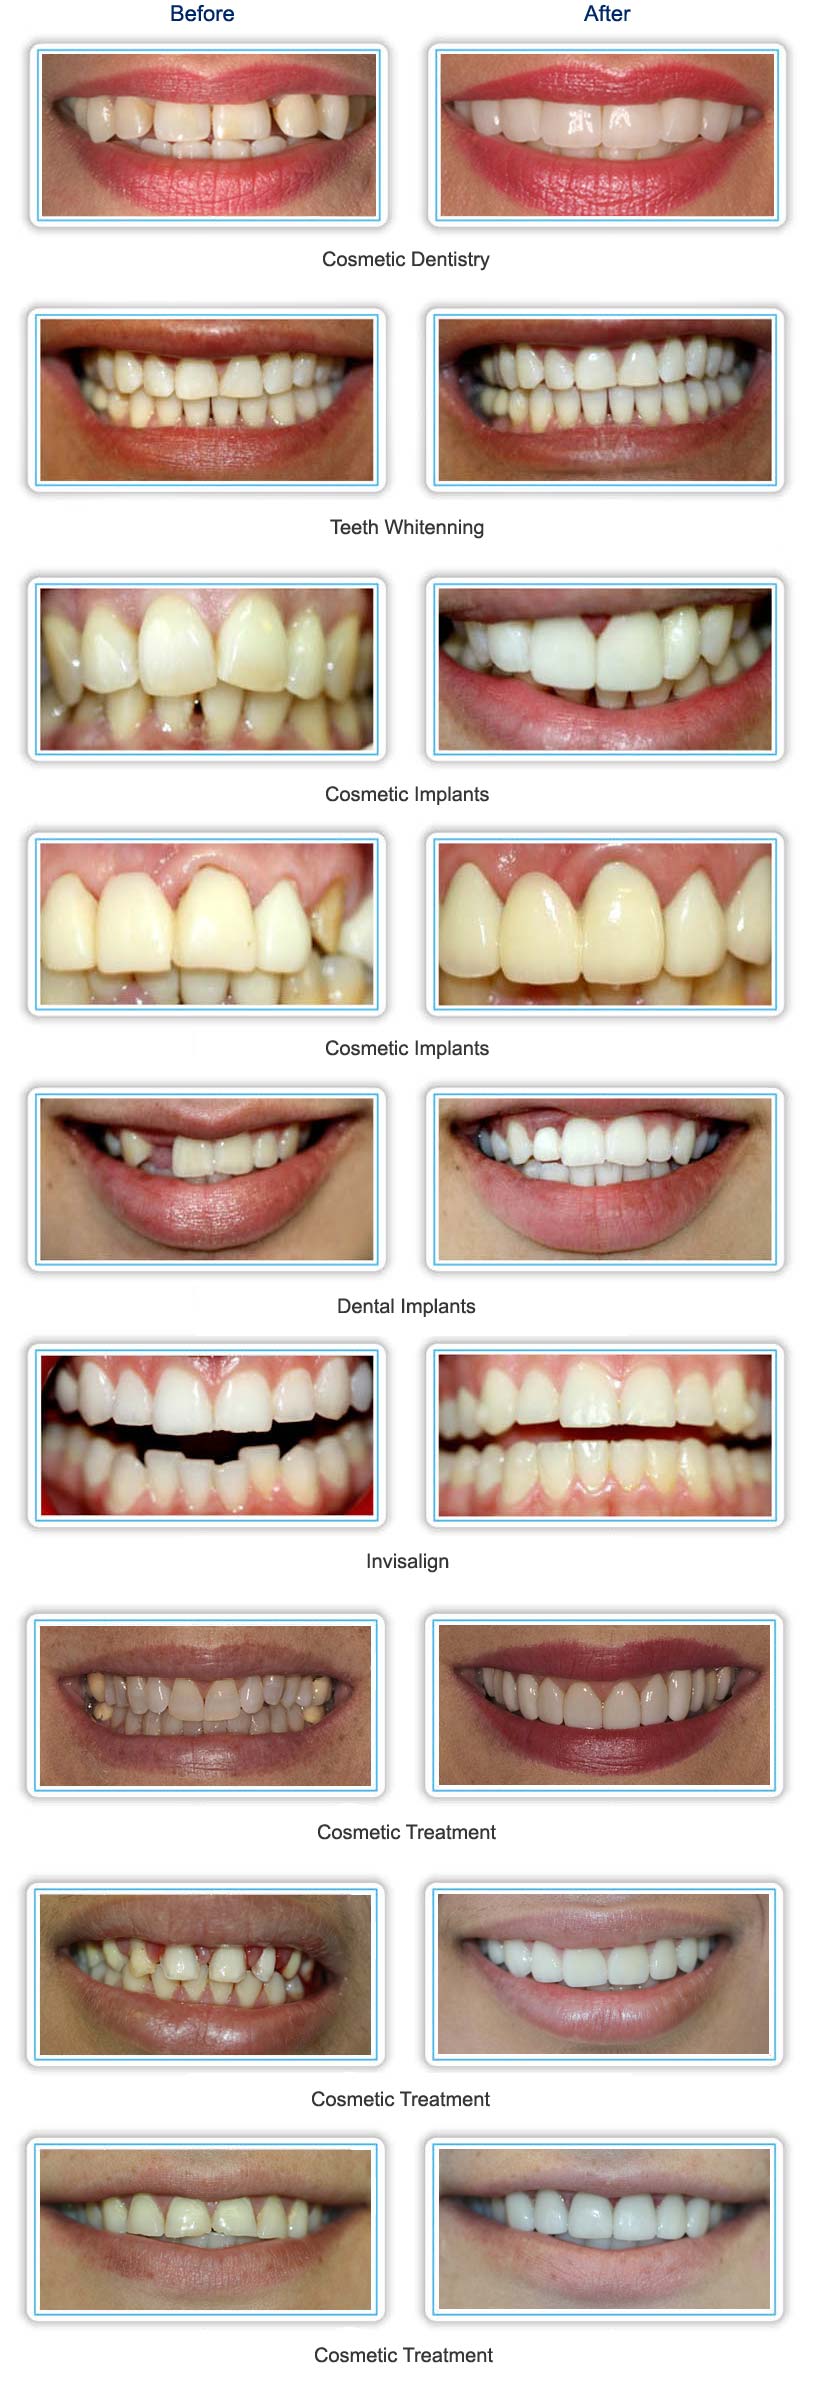 Before After
Cosmetic Dentistry
Teeth Whitenning
Cosmetic Implants
Cosmetic Implants
Dental Implants
Invisalign
Cosmetic Treatment
Cosmetic Treatment
Cosmetic Treatment